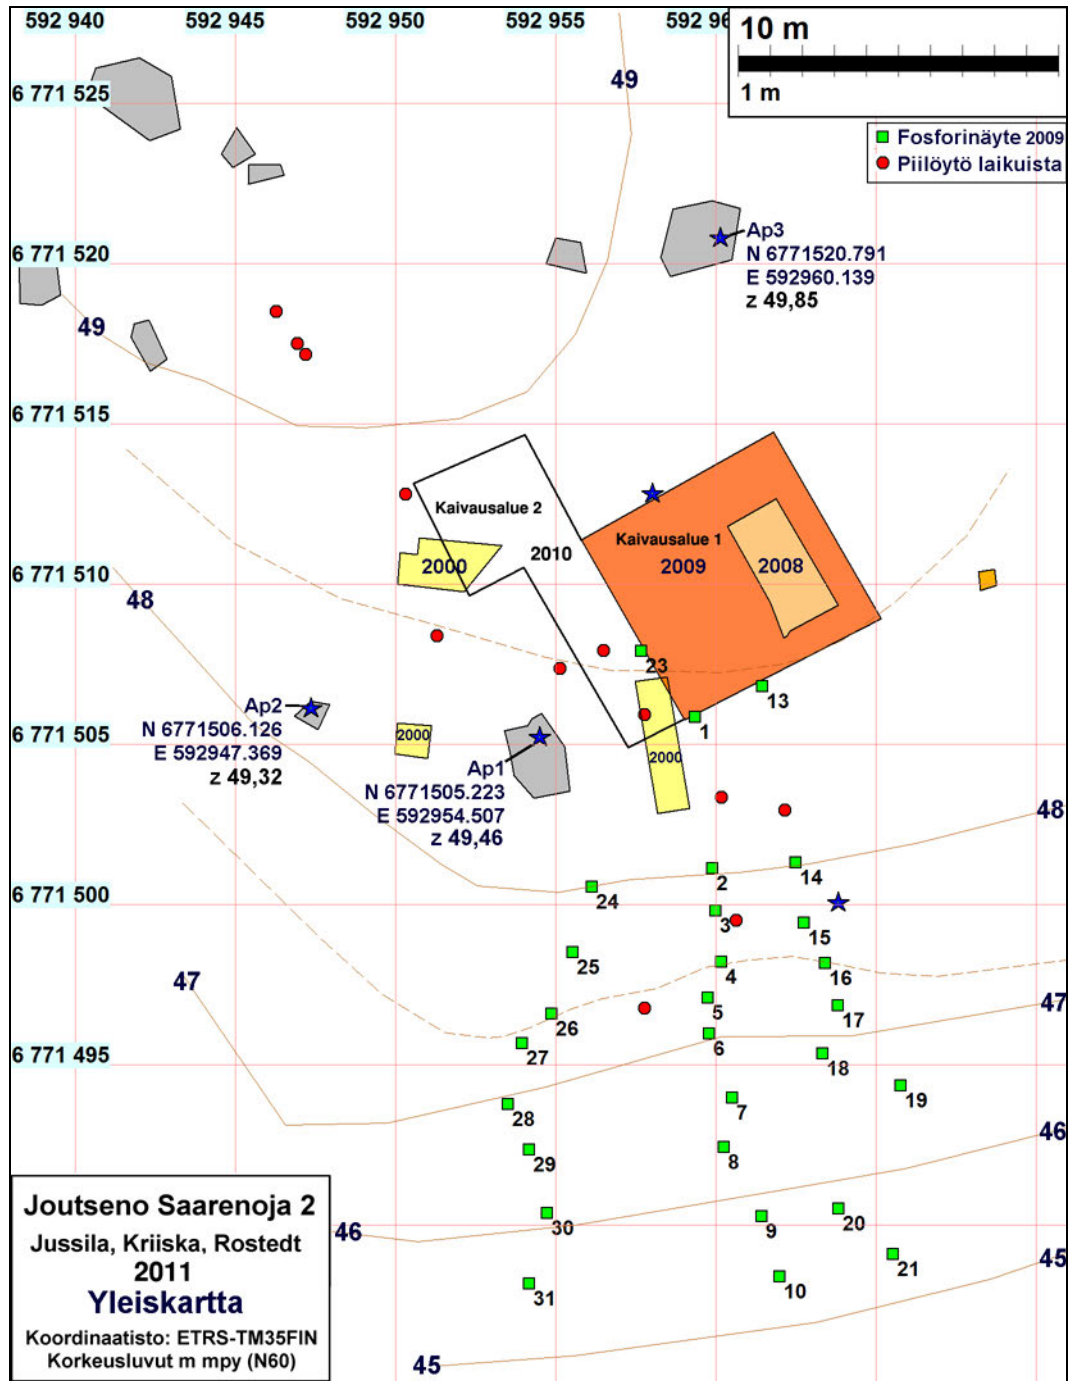 592 945
592 950
592 955
592 96
10 m
1 m
Fosforinäyte 2009
Piilöytö laikuista
6 771 525
49
Ap3
N 6771520.791
E 592960.139
z 49,85
6 771 520
49
6 771 515
Kaivausalue 2
Kaivausalue 1
2010
2000
2009
2008
6 771 510
48
23
13
Ap2
N 6771506.126
E 592947.369
z 49,32
2000
1
2000
6 771 505
Ap1
N 6771505.223
E 592954.507
z 49,46
48
2
14
24
6 771 500
3
15
25
4
16
47
5
17
47
26
6
27
18
6 771 495
19
7
28
46
8
29
20
9
30
46
21
45
10
31
45
Joutseno Saarenoja 2
Jussila, Kriiska, Rostedt
2011
Yleiskartta
Koordinaatisto: ETRS-TM35FIN
Korkeusluvut m mpy (N60)